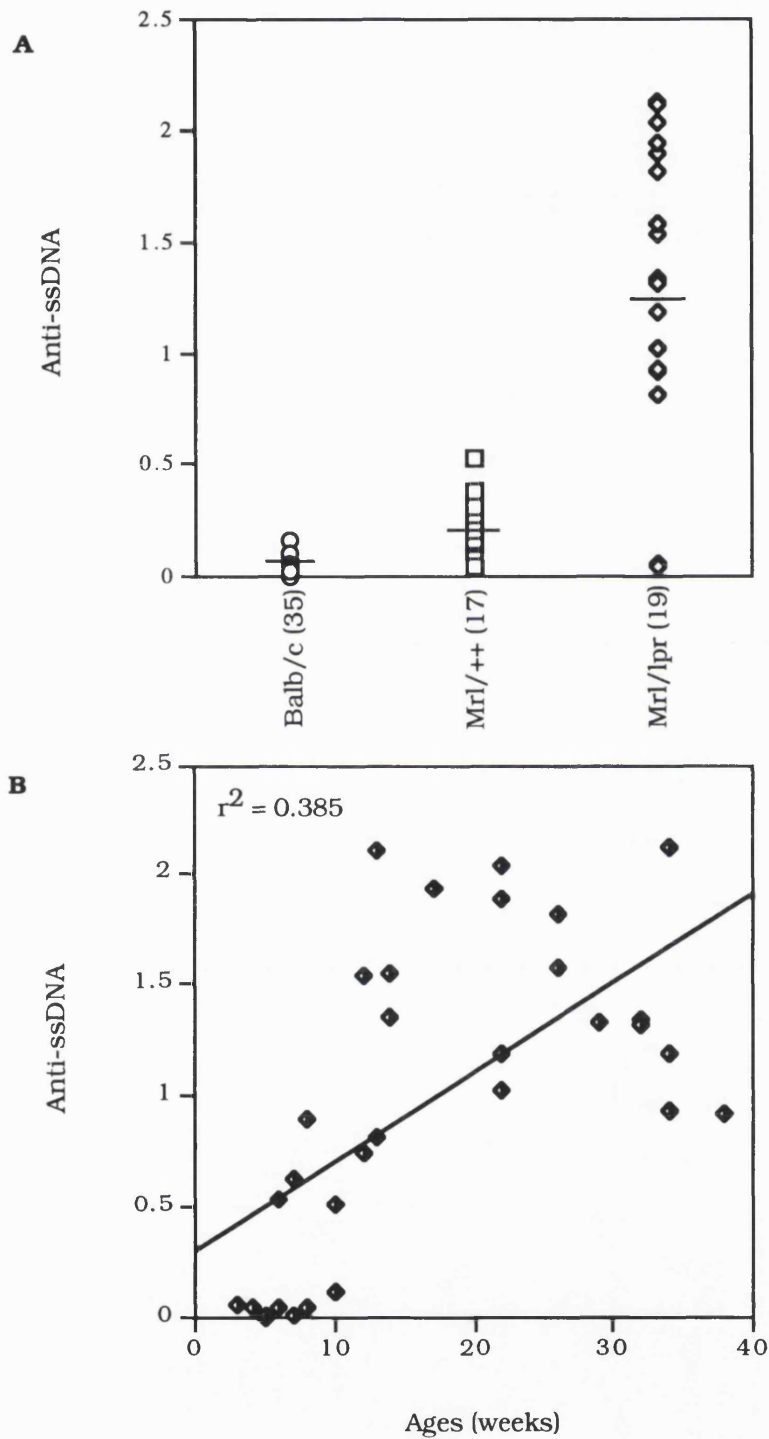 A
2.5
2
1.5
1
0.5
0
Anti-ssDNA
Balb/c (35)
Mrl/++ (17)
Mrl/lpr (19)
B
r2 = 0.385
2.5
2
1.5
1
0.5
0
Anti-ssDNA
0
10
20
30
40
Ages (weeks)